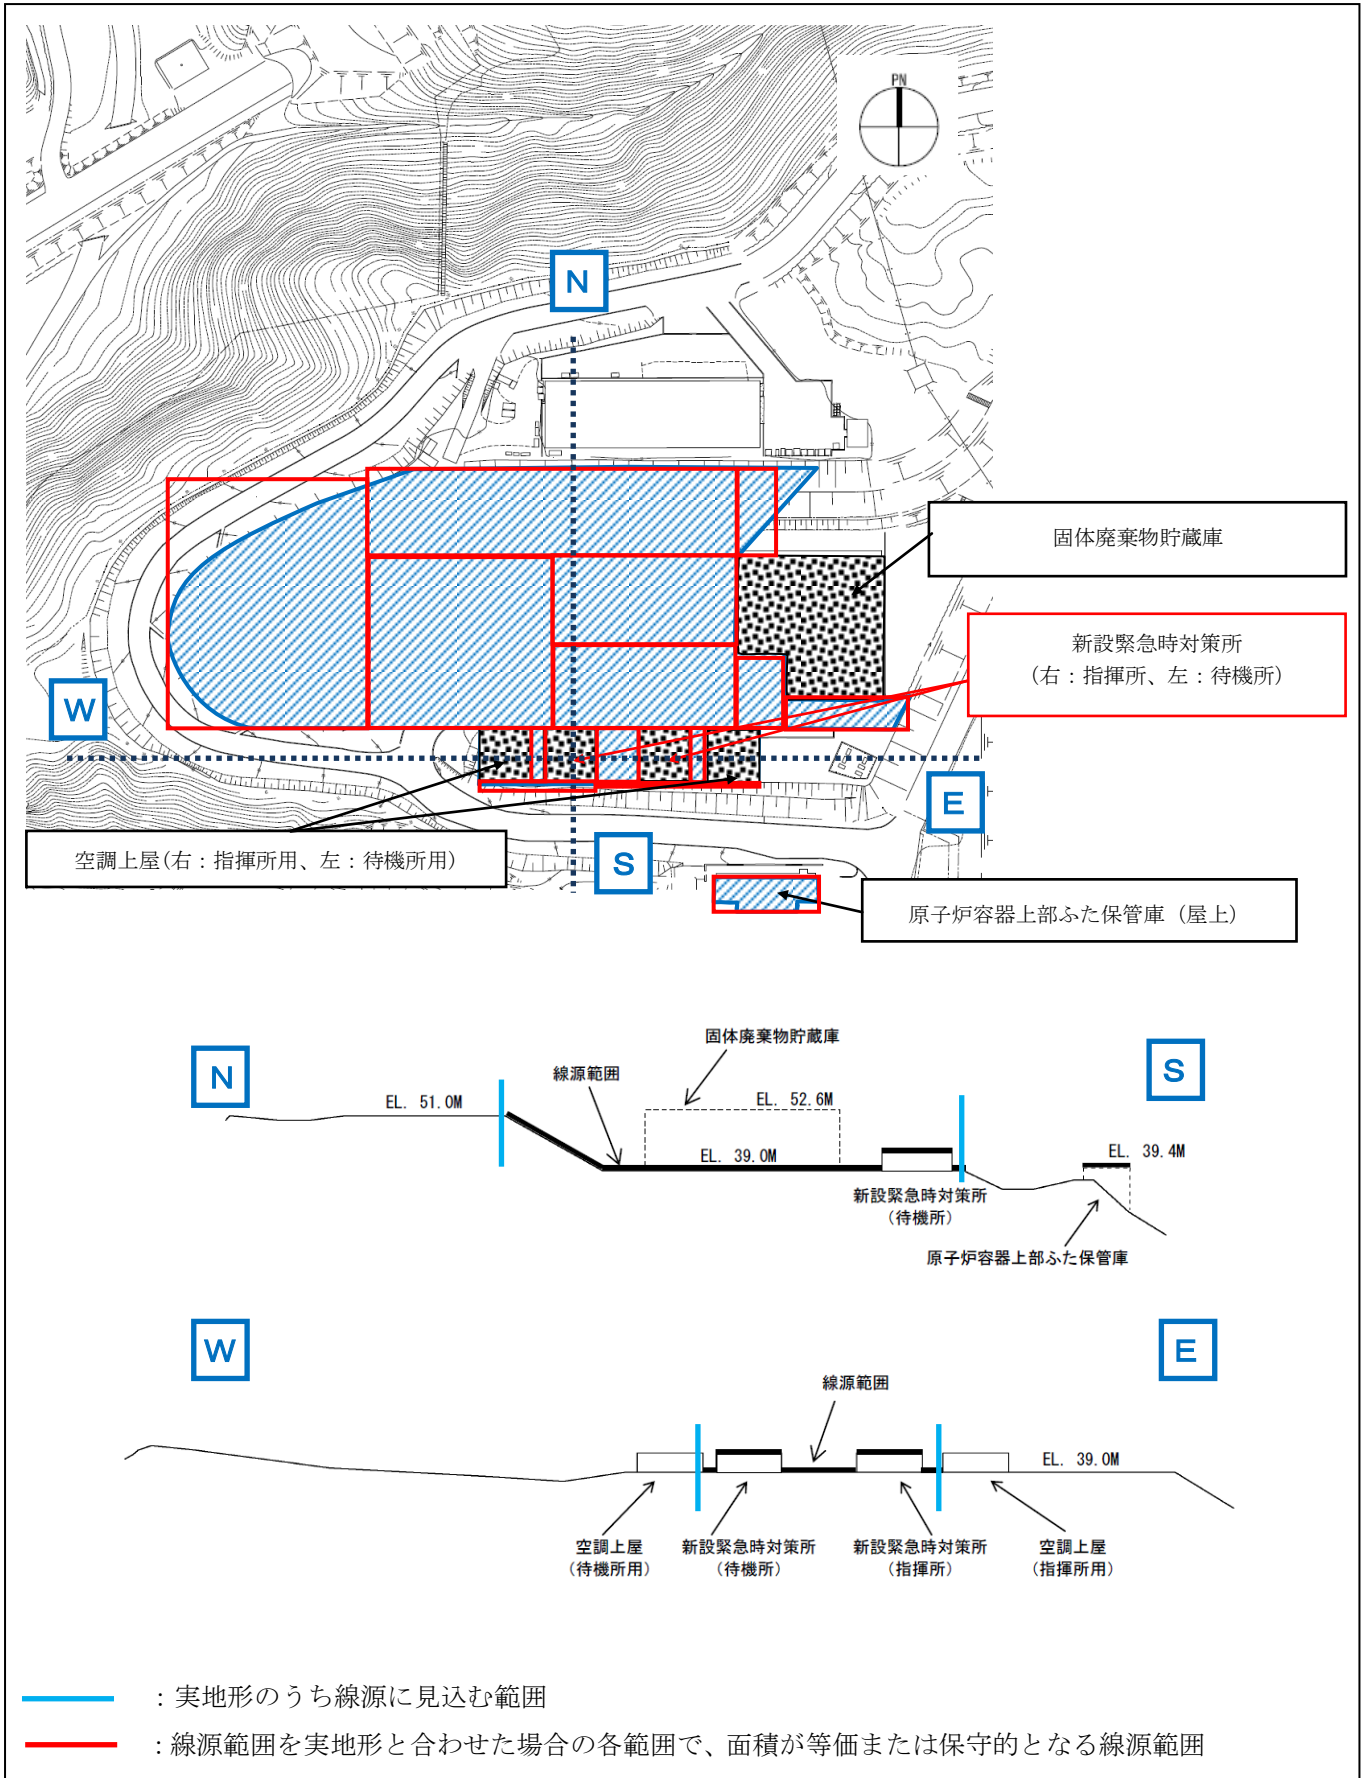 PN
N
固体廃棄物貯蔵庫
新設緊急時対策所
(右：指揮所、左：待機所)
W
E
S
空調上屋(右：指揮所用、左：待機所用)
原子炉容器上部ふた保管庫（屋上）
固体廃棄物貯蔵庫
N
S
線源範囲
EL. 51.0M
EL. 52.6M
EL. 39.0M
EL. 39.4M
新設緊急時対策所
(待機所)
原子炉容器上部ふた保管庫
W
E
線源範囲
EL. 39.0M
空調上屋
(待機所用)
新設緊急時対策所
(待機所)
新設緊急時対策所
(指揮所)
空調上屋
(指揮所用)
：実地形のうち線源に見込む範囲
：線源範囲を実地形と合わせた場合の各範囲で、面積が等価または保守的となる線源範囲